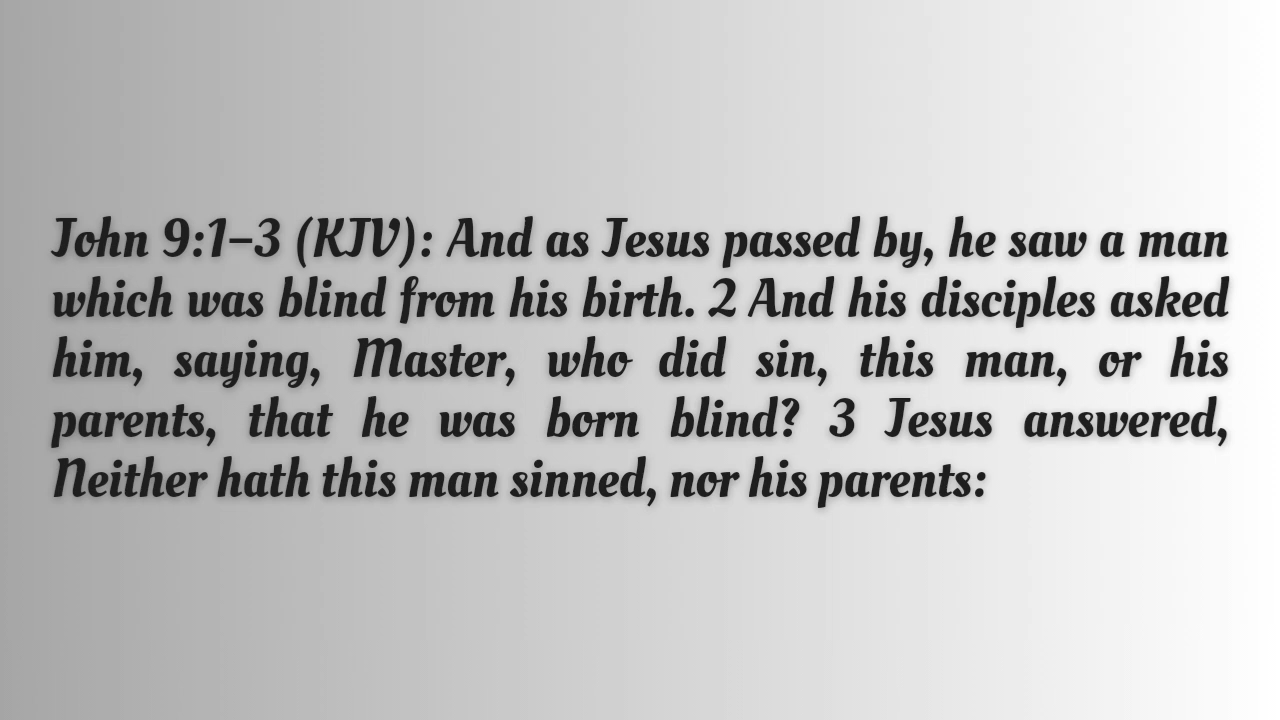 John 9:1–3 (KJV): And as Jesus passed by, he saw a man
which was blind from his birth. 2 And his disciples asked
him, saying, Master, who did sin, this man, or his
parents, that he was born blind? 3 Jesus answered,
Neither hath this man sinned, nor his parents: